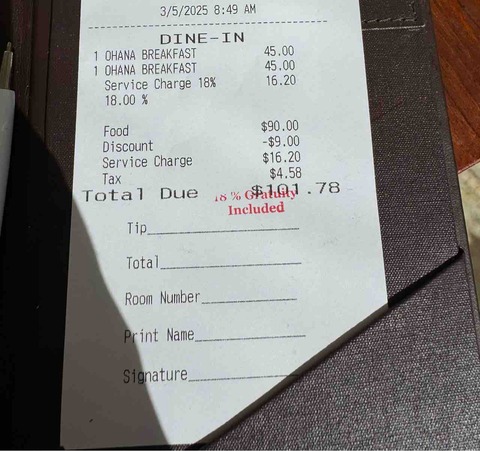 3/5/2025 8:49 AM
DINE-IN
1 OHANA BREAKFAST 45.00
1 OHANA BREAKFAST 45.00
Service Charge 18% 16.20
18.00 %
Food $90.00
Discount -$9.00
Service Charge $16.20
Tax $4.58
Total Due $101.78
18 % Gratuity
Included
Tip
Total
Room Number
Print Name
Signature